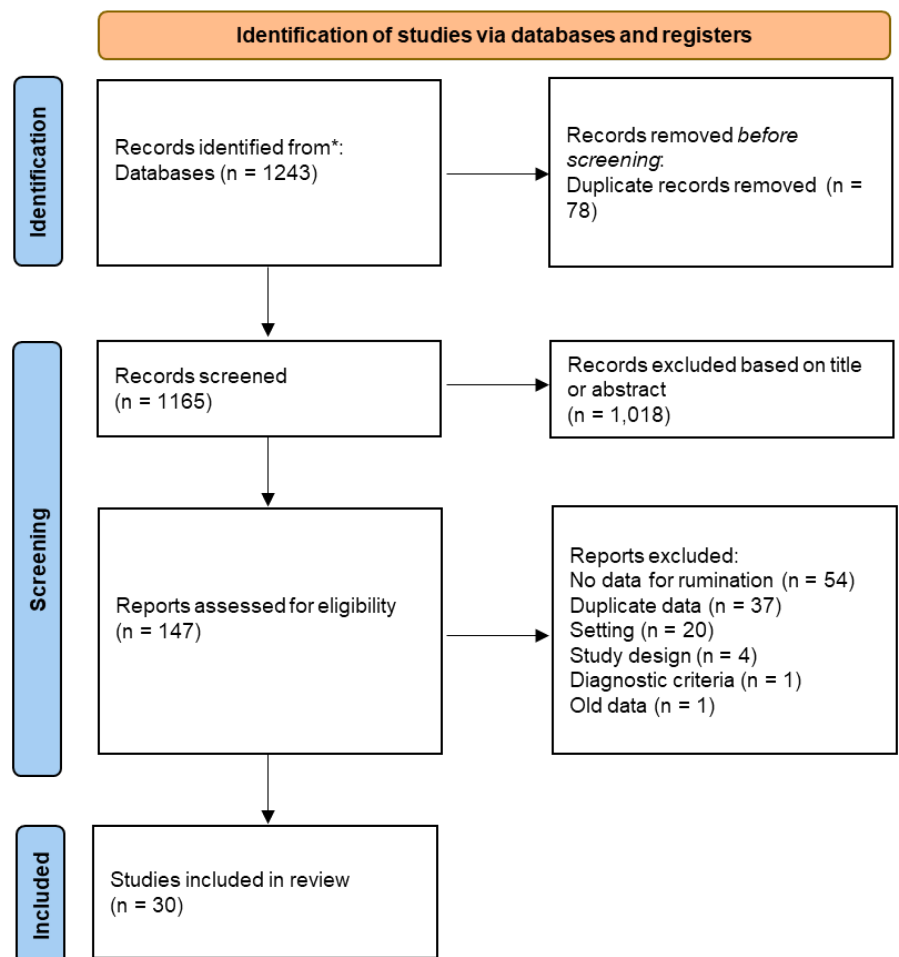 Identification of studies via databases and registers
Identification
Records identified from*:
Databases (n = 1243)
Records removed before
screening:
Duplicate records removed (n =
78)
Screening
Records screened
(n = 1165)
Records excluded based on title
or abstract
(n = 1,018)
Reports assessed for eligibility
(n = 147)
Reports excluded:
No data for rumination (n = 54)
Duplicate data (n = 37)
Setting (n = 20)
Study design (n = 4)
Diagnostic criteria (n = 1)
Old data (n = 1)
Included
Studies included in review
(n = 30)